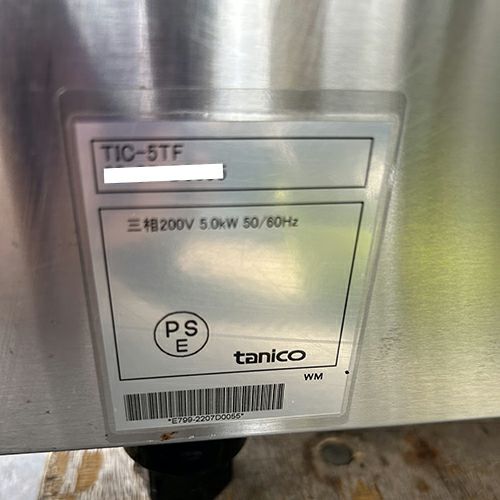 TIC-5TF
三相200V 5.0kW 50/60Hz
PS
E
tanico
WM
*E799-2207D0055*